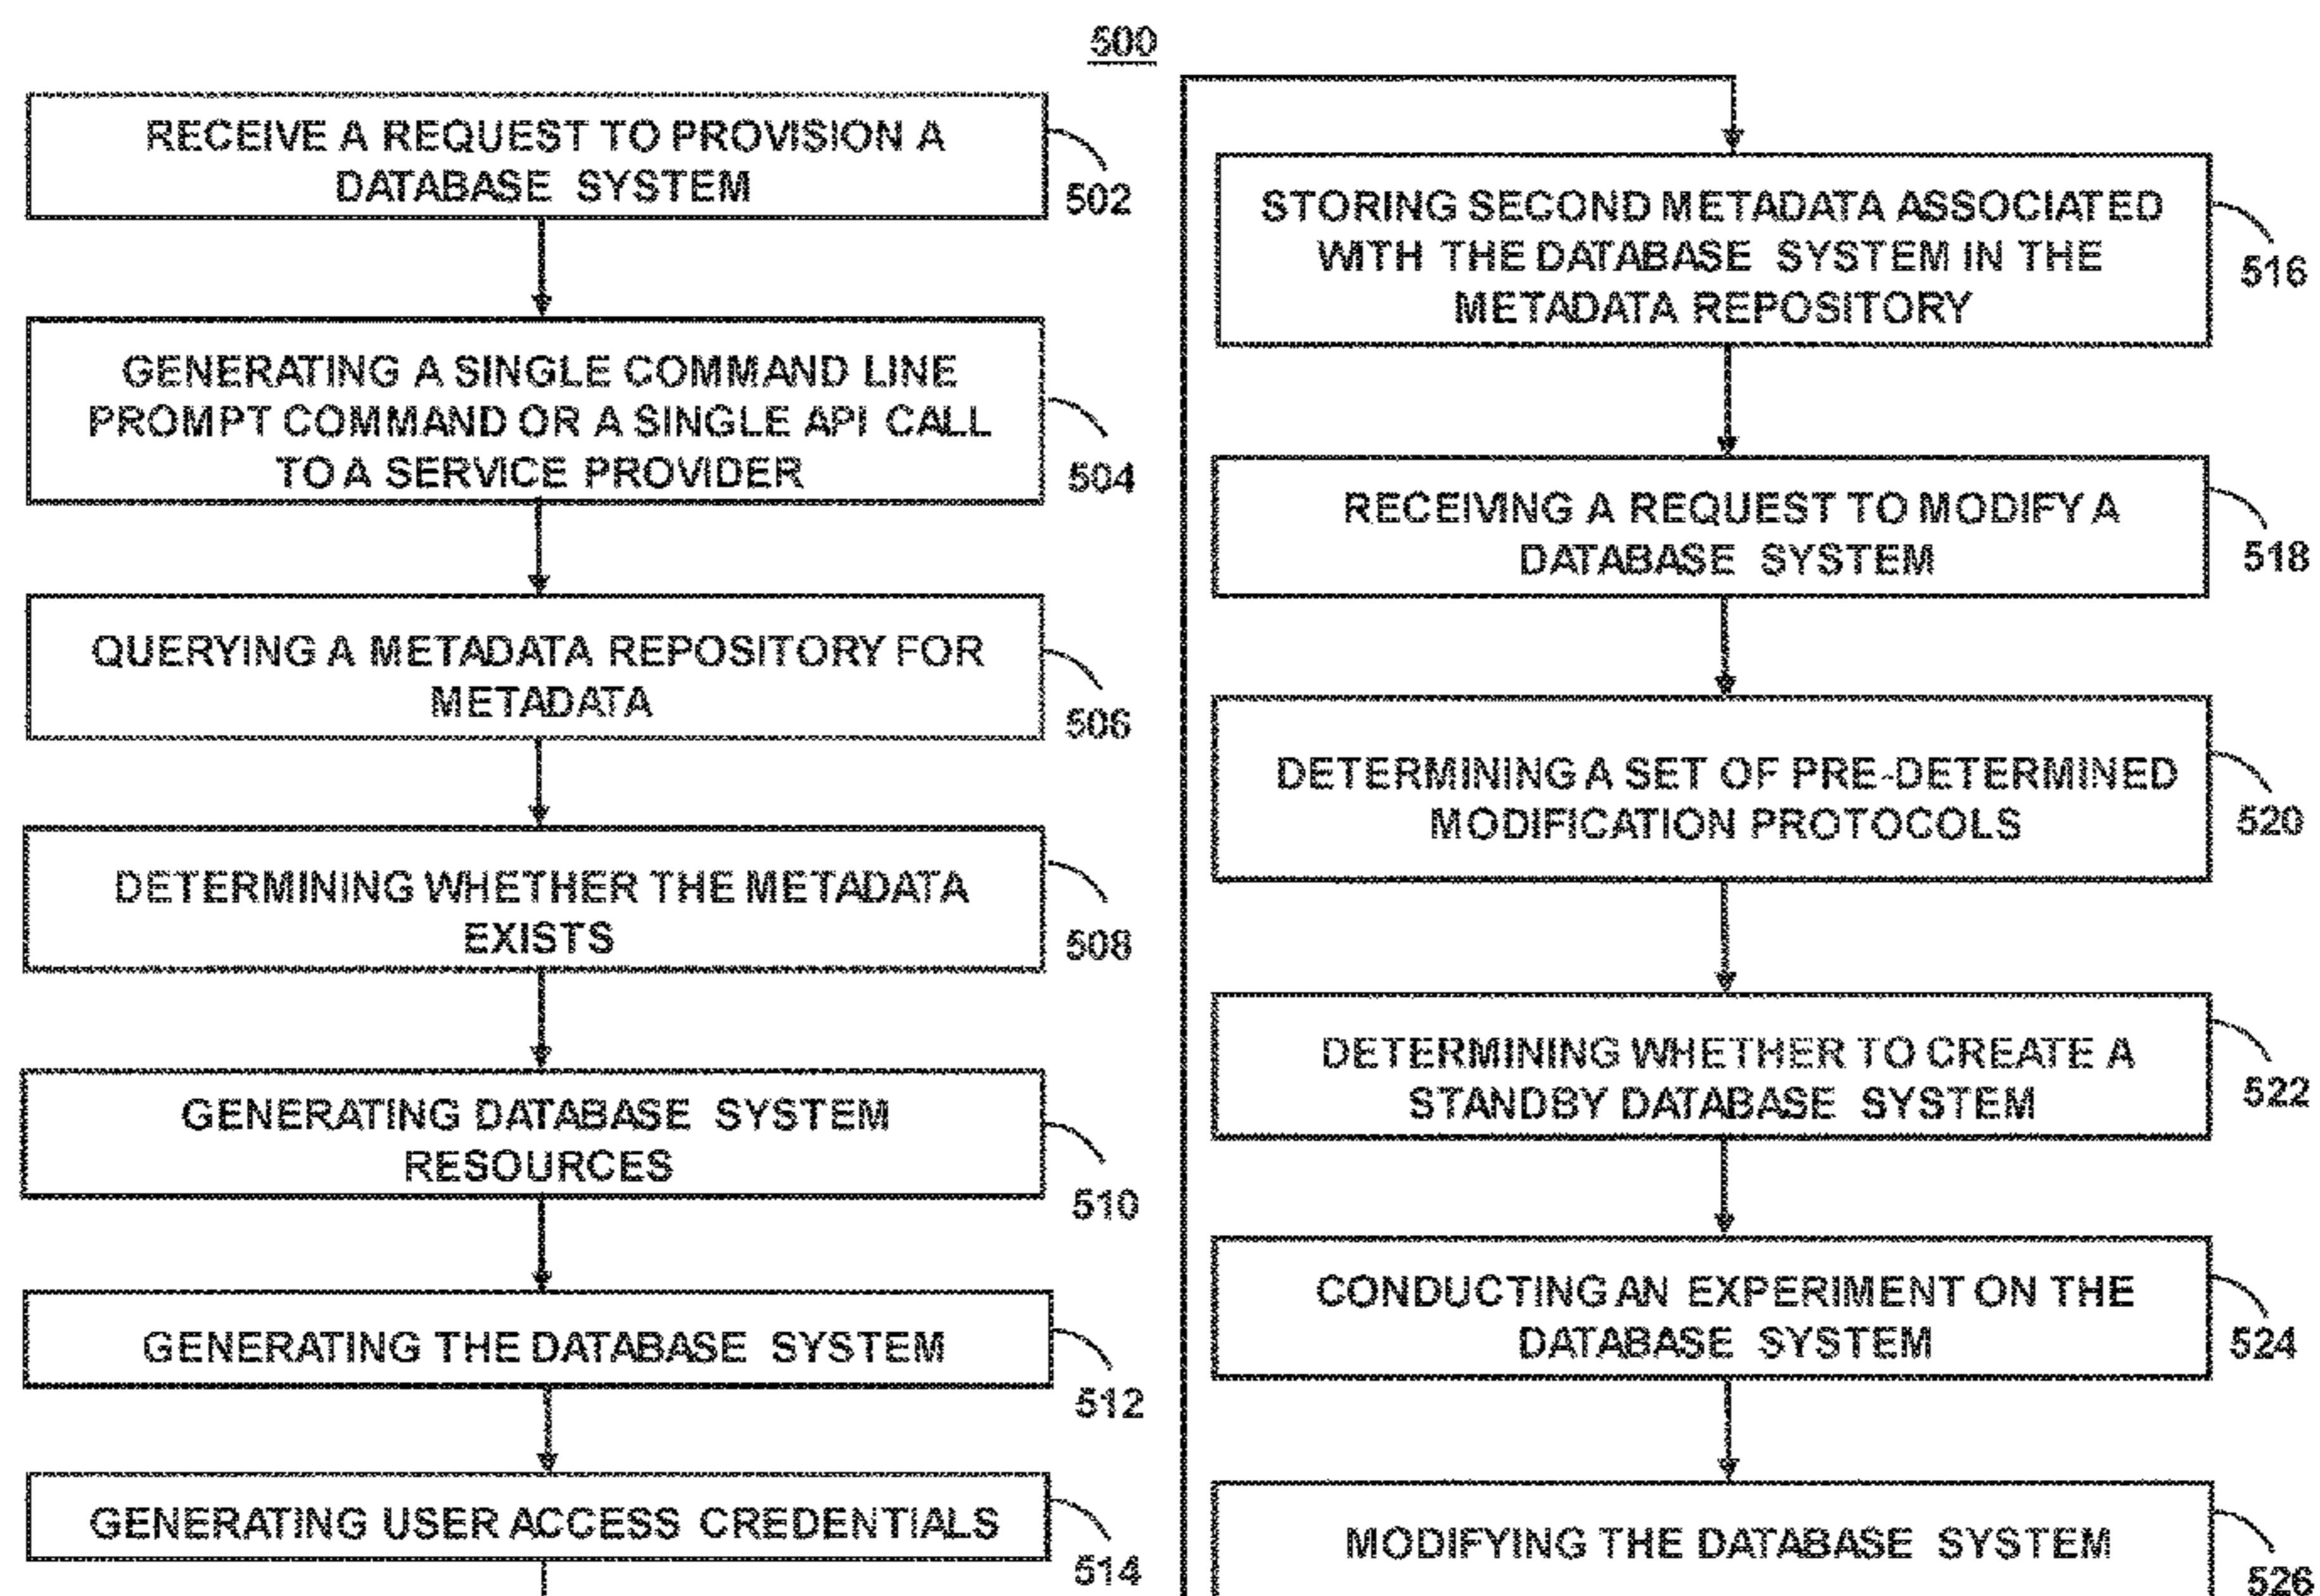 500
RECEIVE A REQUEST TO PROVISION A
DATABASE SYSTEM
502
GENERATING A SINGLE COMMAND LINE
PROMPT COMMAND OR A SINGLE API CALL
TO A SERVICE PROVIDER
504
QUERYING A METADATA REPOSITORY FOR
METADATA
506
DETERMINING WHETHER THE METADATA
EXISTS
508
GENERATING DATABASE SYSTEM
RESOURCES
510
GENERATING THE DATABASE SYSTEM
512
GENERATING USER ACCESS CREDENTIALS
514
STORING SECOND METADATA ASSOCIATED
WITH THE DATABASE SYSTEM IN THE
METADATA REPOSITORY
516
RECEIVING A REQUEST TO MODIFY A
DATABASE SYSTEM
518
DETERMINING A SET OF PRE-DETERMINED
MODIFICATION PROTOCOLS
520
DETERMINING WHETHER TO CREATE A
STANDBY DATABASE SYSTEM
522
CONDUCTING AN EXPERIMENT ON THE
DATABASE SYSTEM
524
MODIFYING THE DATABASE SYSTEM
526